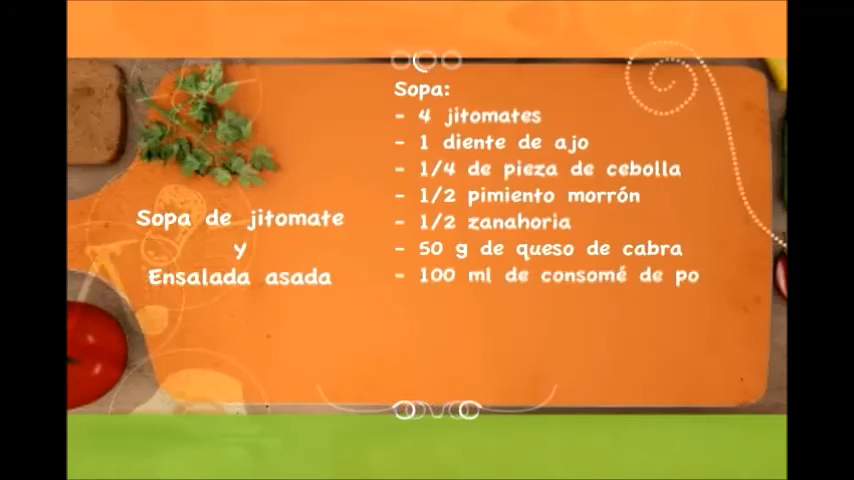 Sopa de jitomate
y
Ensalada asada
Sopa:
- 4 jitomates
- 1 diente de ajo
- 1/4 de pieza de cebolla
- 1/2 pimiento morrón
- 1/2 zanahoria
- 50 g de queso de cabra
- 100 ml de consomé de po